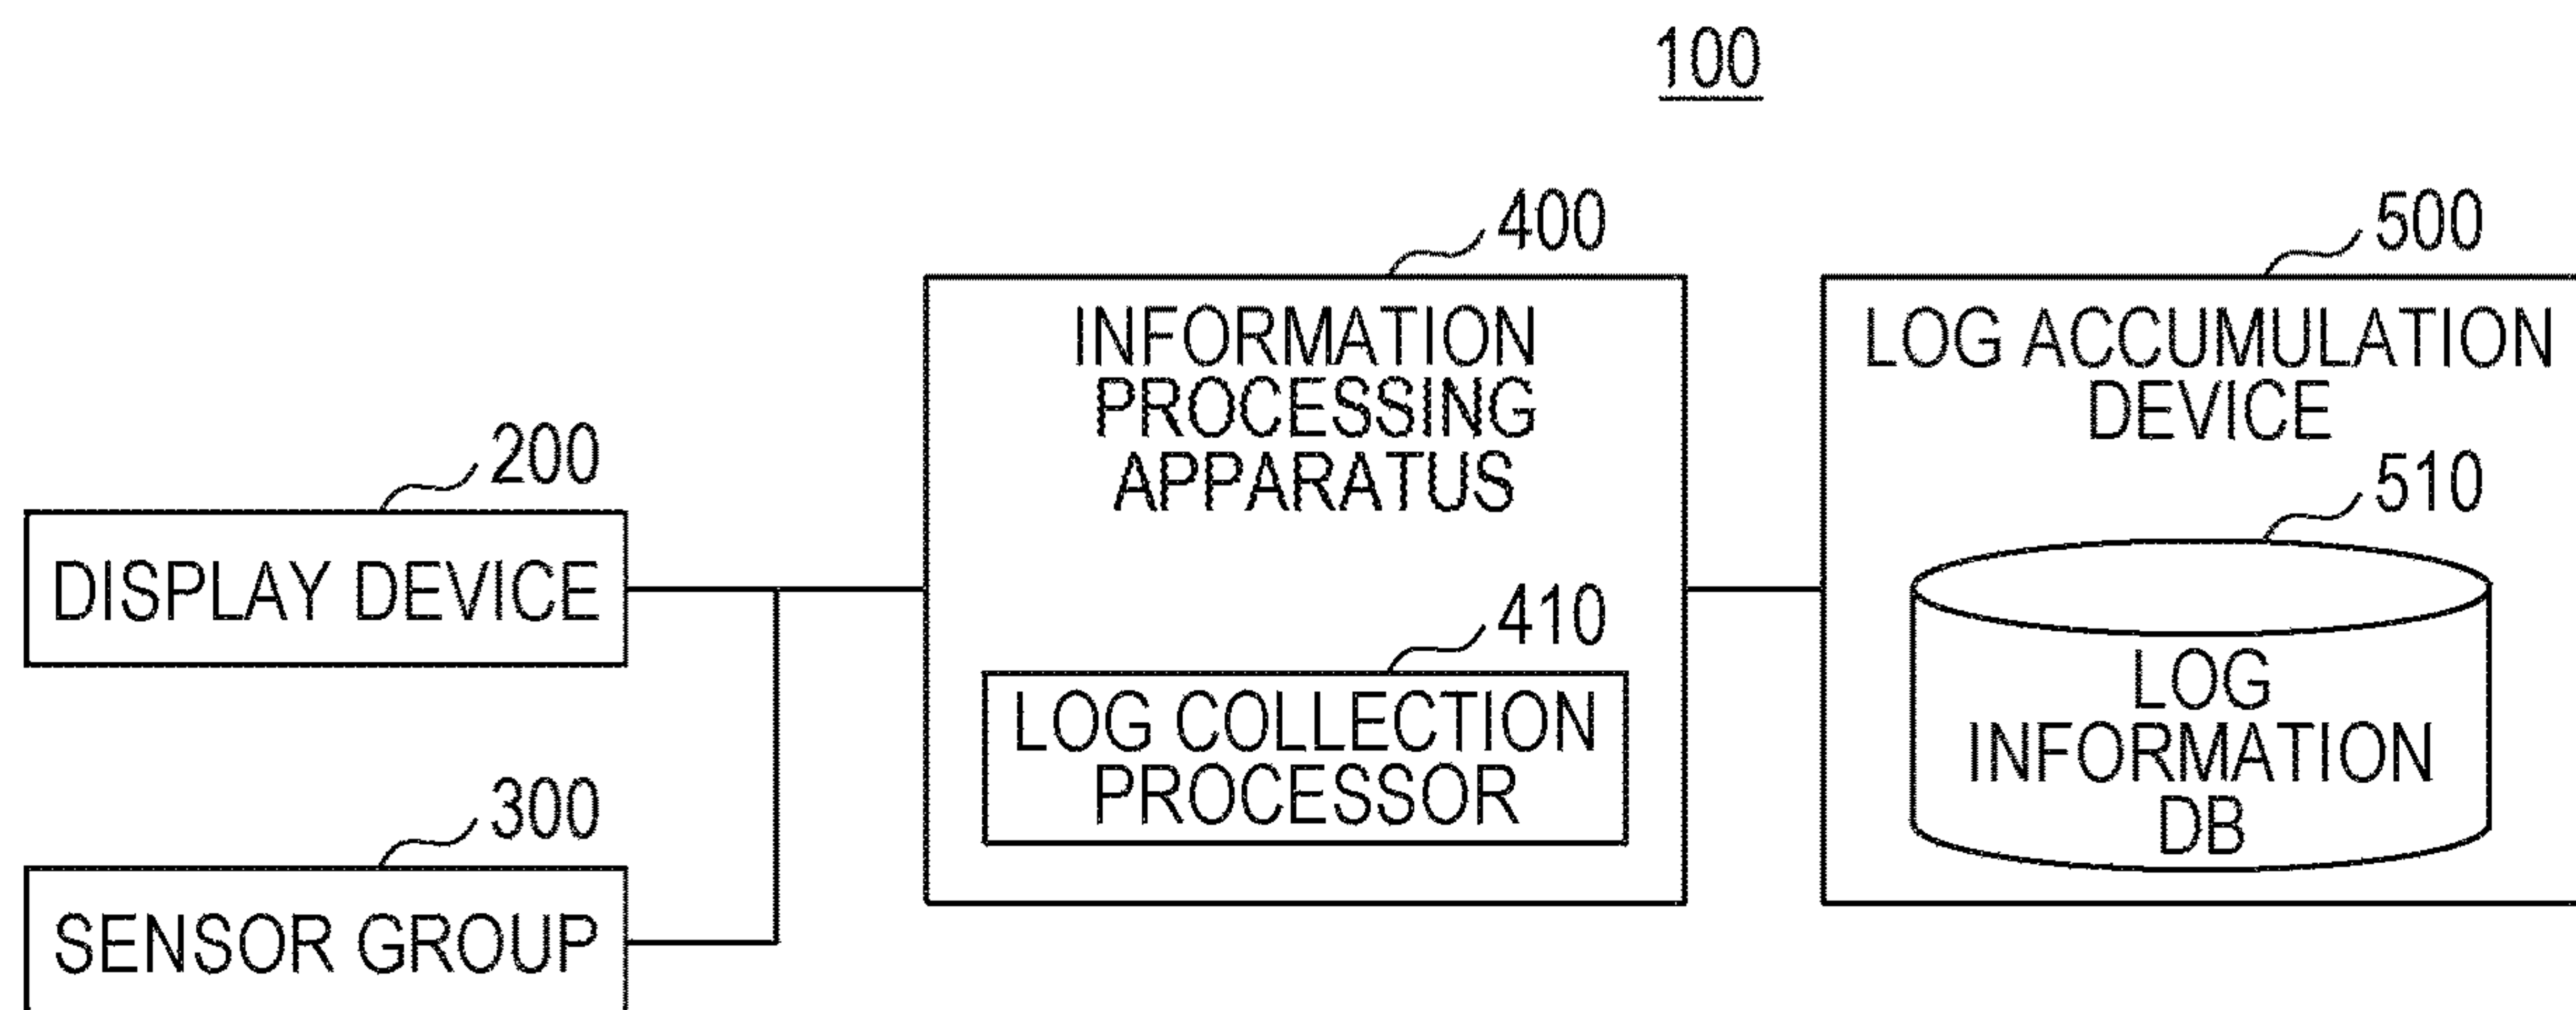 100
400
INFORMATION
PROCESSING
APPARATUS
410
LOG COLLECTION
PROCESSOR
500
LOG ACCUMULATION
DEVICE
510
LOG
INFORMATION
DB
200
DISPLAY DEVICE
300
SENSOR GROUP